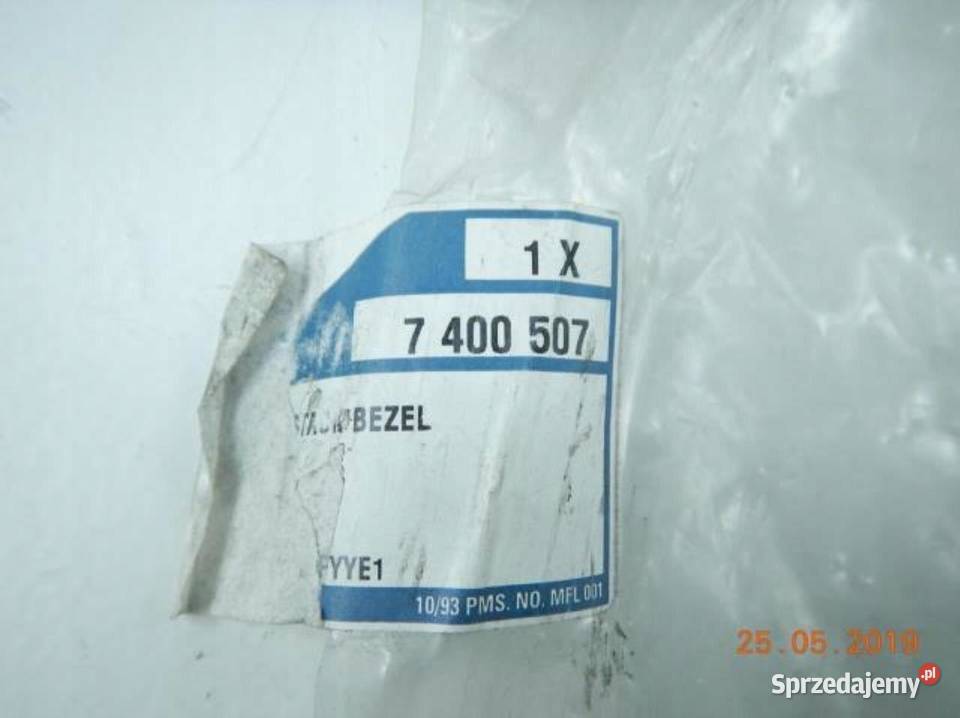 1 X
7 400 507
BEZEL
FYYE1
10/93 PMS. NO. MFL 001
25.05.2019
Sprzedajemy.pl